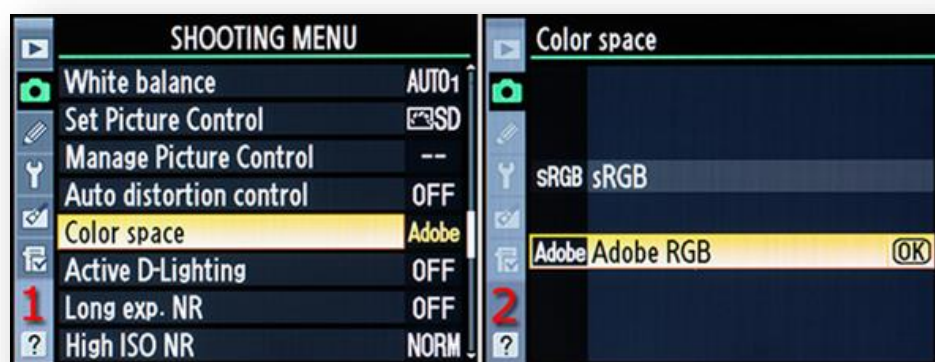 SHOOTING MENU
White balance AUTO1
Set Picture Control SD
Manage Picture Control --
Auto distortion control OFF
Color space Adobe
Active D-Lighting OFF
1 Long exp. NR OFF
? High ISO NR NORM
Color space
sRGB sRGB
Adobe Adobe RGB OK
2
?